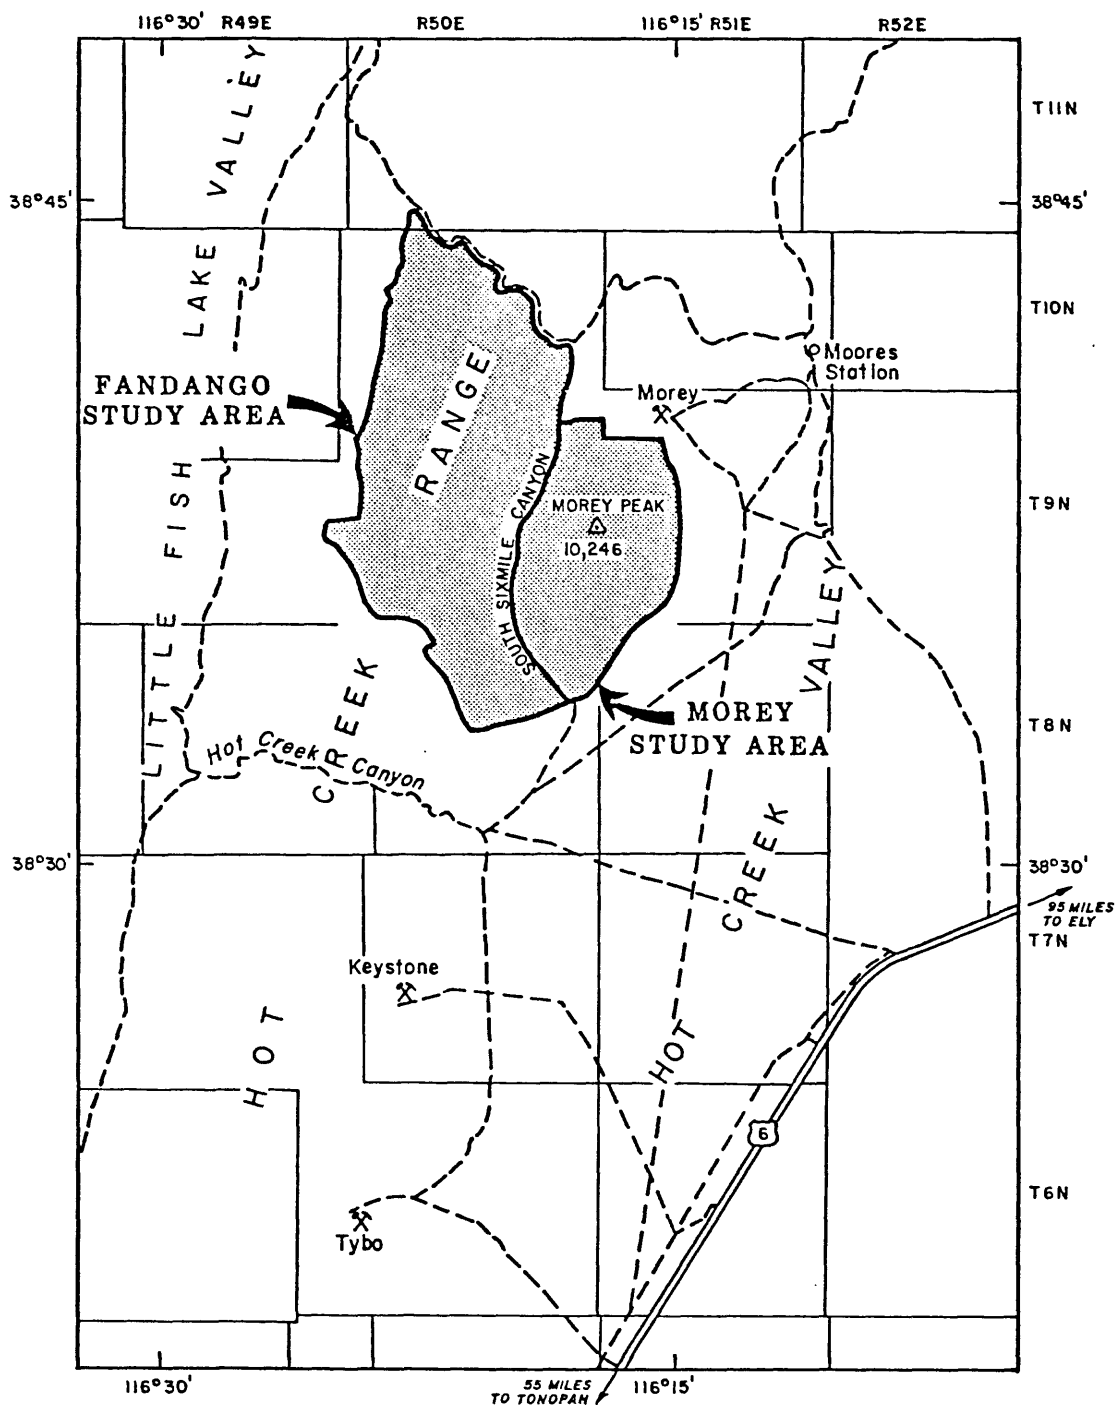 116°30' R49E R50E 116°15' R51E R52E
T11N
38°45' 38°45'
T10N
T9N
T8N
38°30' 38°30'
T7N
T6N
LITTLE FISH LAKE VALLEY
FANDANGO
STUDY AREA
RANGE
Moores
Station
Morey
SOUTH SIXMILE CANYON
MOREY PEAK
10,246
HOT CREEK
VALLEY
MOREY
STUDY AREA
Hot Creek Canyon
HOT CREEK
95 MILES
TO ELY
Keystone
6
Tybo
116°30' 116°15'
55 MILES
TO TONOPAH